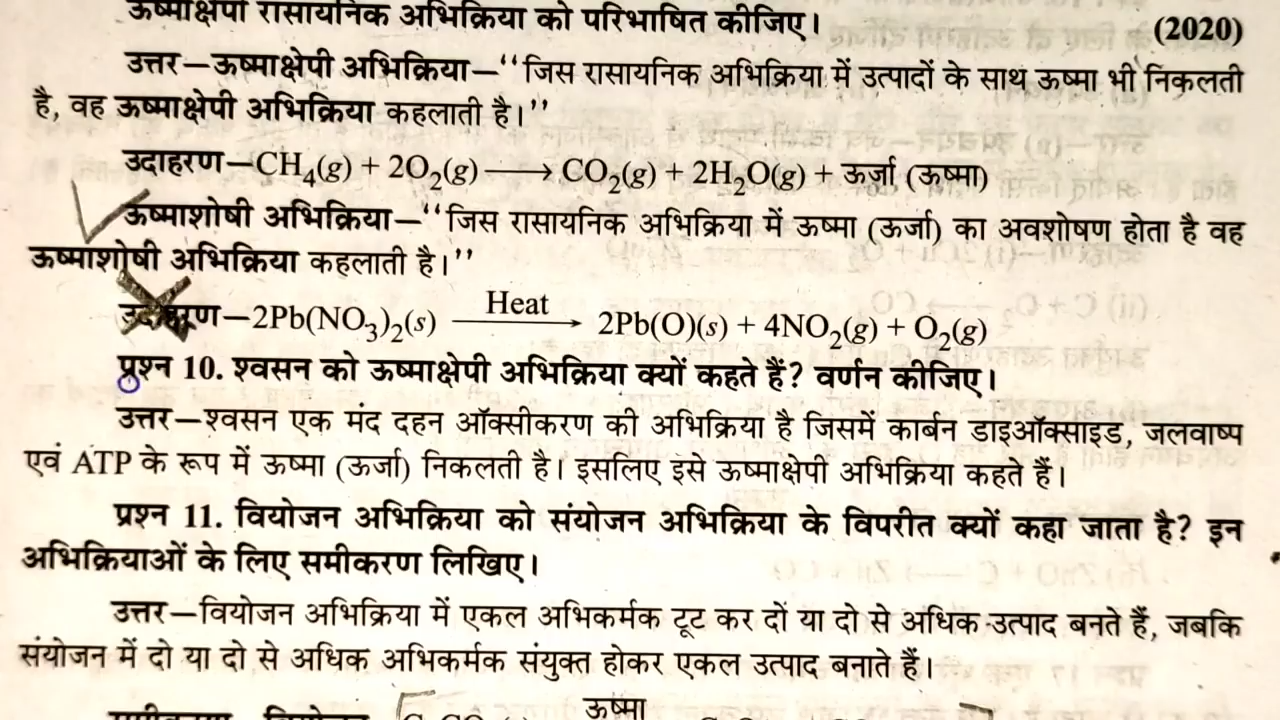 ऊष्माक्षेपी रासायनिक अभिक्रिया को परिभाषित कीजिए। (2020)
उत्तर—ऊष्माक्षेपी अभिक्रिया—‘‘जिस रासायनिक अभिक्रिया में उत्पादों के साथ ऊष्मा भी निकलती
है, वह ऊष्माक्षेपी अभिक्रिया कहलाती है।’’
उदाहरण—CH₄(g) + 2O₂(g) ⟶ CO₂(g) + 2H₂O(g) + ऊर्जा (ऊष्मा)
ऊष्माशोषी अभिक्रिया—‘‘जिस रासायनिक अभिक्रिया में ऊष्मा (ऊर्जा) का अवशोषण होता है वह
ऊष्माशोषी अभिक्रिया कहलाती है।’’
उदाहरण—2Pb(NO₃)₂(s) —Heat→ 2Pb(O)(s) + 4NO₂(g) + O₂(g)
प्रश्न 10. श्वसन को ऊष्माक्षेपी अभिक्रिया क्यों कहते हैं? वर्णन कीजिए।
उत्तर—श्वसन एक मंद दहन ऑक्सीकरण की अभिक्रिया है जिसमें कार्बन डाइऑक्साइड, जलवाष्प
एवं ATP के रूप में ऊष्मा (ऊर्जा) निकलती है। इसलिए इसे ऊष्माक्षेपी अभिक्रिया कहते हैं।
प्रश्न 11. वियोजन अभिक्रिया को संयोजन अभिक्रिया के विपरीत क्यों कहा जाता है? इन
अभिक्रियाओं के लिए समीकरण लिखिए।
उत्तर—वियोजन अभिक्रिया में एकल अभिकर्मक टूट कर दों या दो से अधिक उत्पाद बनते हैं, जबकि
संयोजन में दो या दो से अधिक अभिकर्मक संयुक्त होकर एकल उत्पाद बनाते हैं।
ऊष्मा